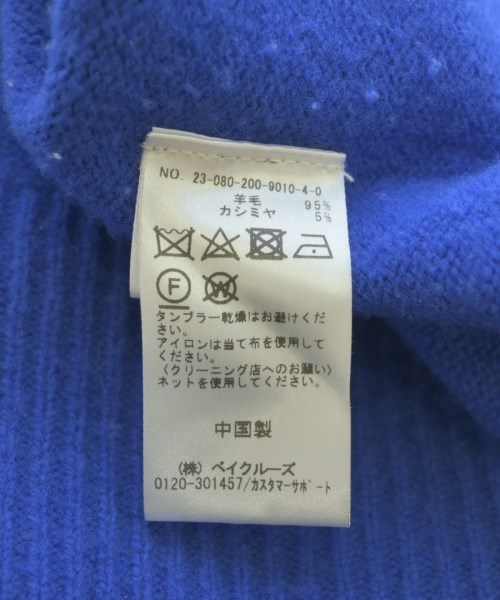 NO. 23-080-200-9010-4-0
羊毛 95%
カシミヤ 5%
F W
タンブラー乾燥はお避けくだ
さい。
アイロンは当て布を使用して
ください。
〈クリーニング店へのお願い〉
ネットを使用してください。
中国製
(株) ベイクルーズ
0120-301457/カスタマーサポート